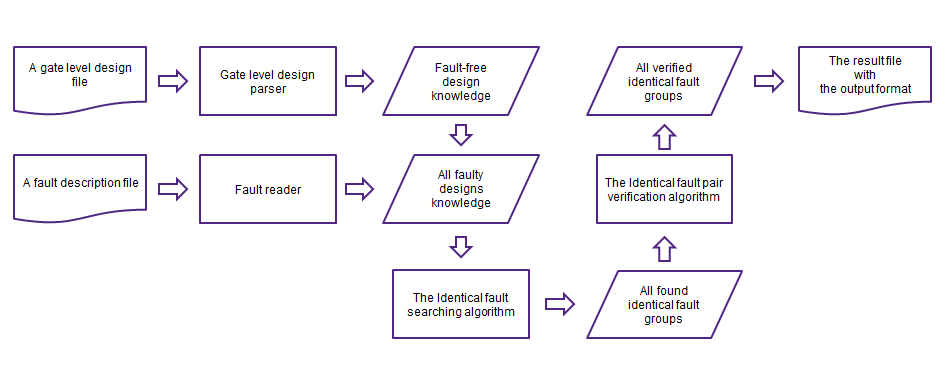 A gate level design
file
Gate level design
parser
Fault-free
design
knowledge
All verified
identical fault
groups
The result file
with
the output format
A fault description file
Fault reader
All faulty
designs
knowledge
The Identical fault pair
verification algorithm
The Identical fault
searching algorithm
All found
identical fault
groups